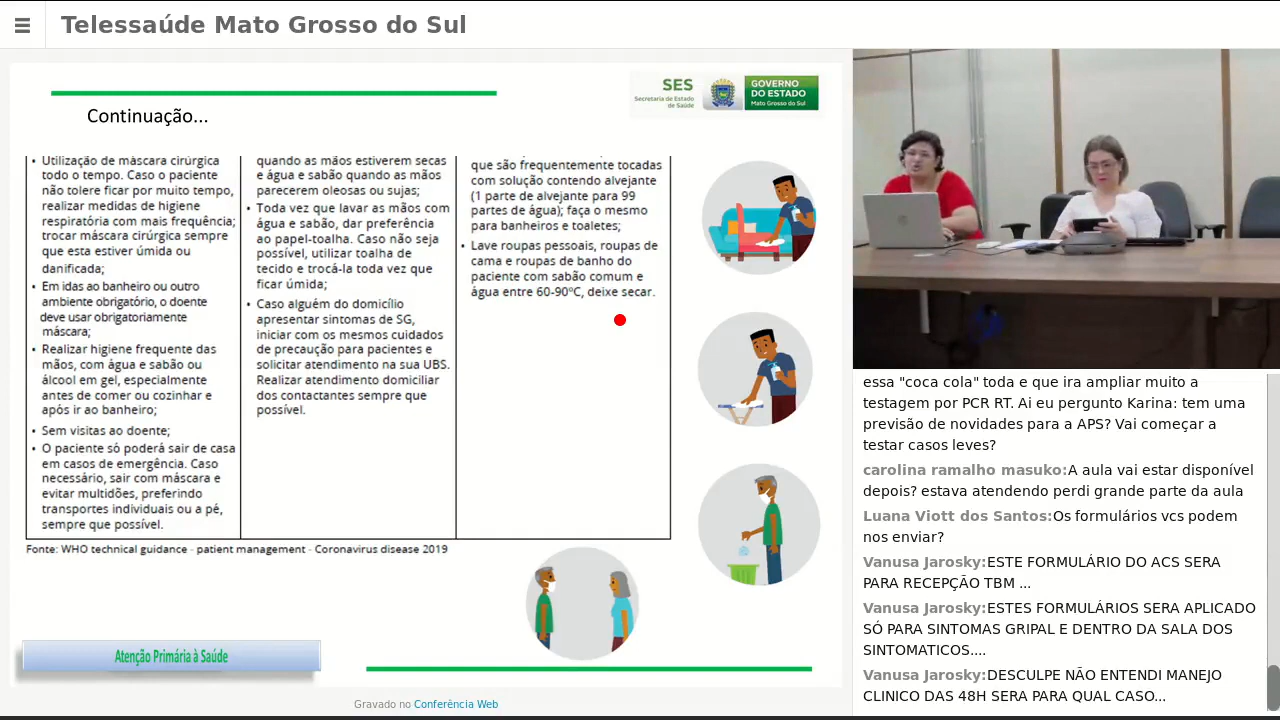 Telessaúde Mato Grosso do Sul
SES
Secretaria de Estado
de Saúde
GOVERNO
DO ESTADO
Mato Grosso do Sul
Continuação...
• Utilização de máscara cirúrgica
todo o tempo. Caso o paciente
não tolere ficar por muito tempo,
realizar medidas de higiene
respiratória com mais frequência;
trocar máscara cirúrgica sempre
que esta estiver úmida ou
danificada;
• Em idas ao banheiro ou outro
ambiente obrigatório, o doente
deve usar obrigatoriamente
máscara;
• Realizar higiene frequente das
mãos, com água e sabão ou
álcool em gel, especialmente
antes de comer ou cozinhar e
após ir ao banheiro;
• Sem visitas ao doente;
• O paciente só poderá sair de casa
em casos de emergência. Caso
necessário, sair com máscara e
evitar multidões, preferindo
transportes individuais ou a pé,
sempre que possível.
quando as mãos estiverem secas
e água e sabão quando as mãos
parecerem oleosas ou sujas;
• Toda vez que lavar as mãos com
água e sabão, dar preferência
ao papel-toalha. Caso não seja
possível, utilizar toalha de
tecido e trocá-la toda vez que
ficar úmida;
• Caso alguém do domicílio
apresentar sintomas de SG,
iniciar com os mesmos cuidados
de precaução para pacientes e
solicitar atendimento na sua UBS.
Realizar atendimento domiciliar
dos contactantes sempre que
possível.
que são frequentemente tocadas
com solução contendo alvejante
(1 parte de alvejante para 99
partes de água); faça o mesmo
para banheiros e toaletes;
• Lave roupas pessoais, roupas de
cama e roupas de banho do
paciente com sabão comum e
água entre 60-90ºC, deixe secar.
Fonte: WHO technical guidance - patient management - Coronavirus disease 2019
Atenção Primária à Saúde
Gravado no Conferência Web
essa "coca cola" toda e que ira ampliar muito a
testagem por PCR RT. Ai eu pergunto Karina: tem uma
previsão de novidades para a APS? Vai começar a
testar casos leves?
carolina ramalho masuko:A aula vai estar disponível
depois? estava atendendo perdi grande parte da aula
Luana Viott dos Santos:Os formulários vcs podem
nos enviar?
Vanusa Jarosky:ESTE FORMULÁRIO DO ACS SERA
PARA RECEPÇÃO TBM ...
Vanusa Jarosky:ESTES FORMULÁRIOS SERA APLICADO
SÓ PARA SINTOMAS GRIPAL E DENTRO DA SALA DOS
SINTOMATICOS....
Vanusa Jarosky:DESCULPE NÃO ENTENDI MANEJO
CLINICO DAS 48H SERA PARA QUAL CASO...